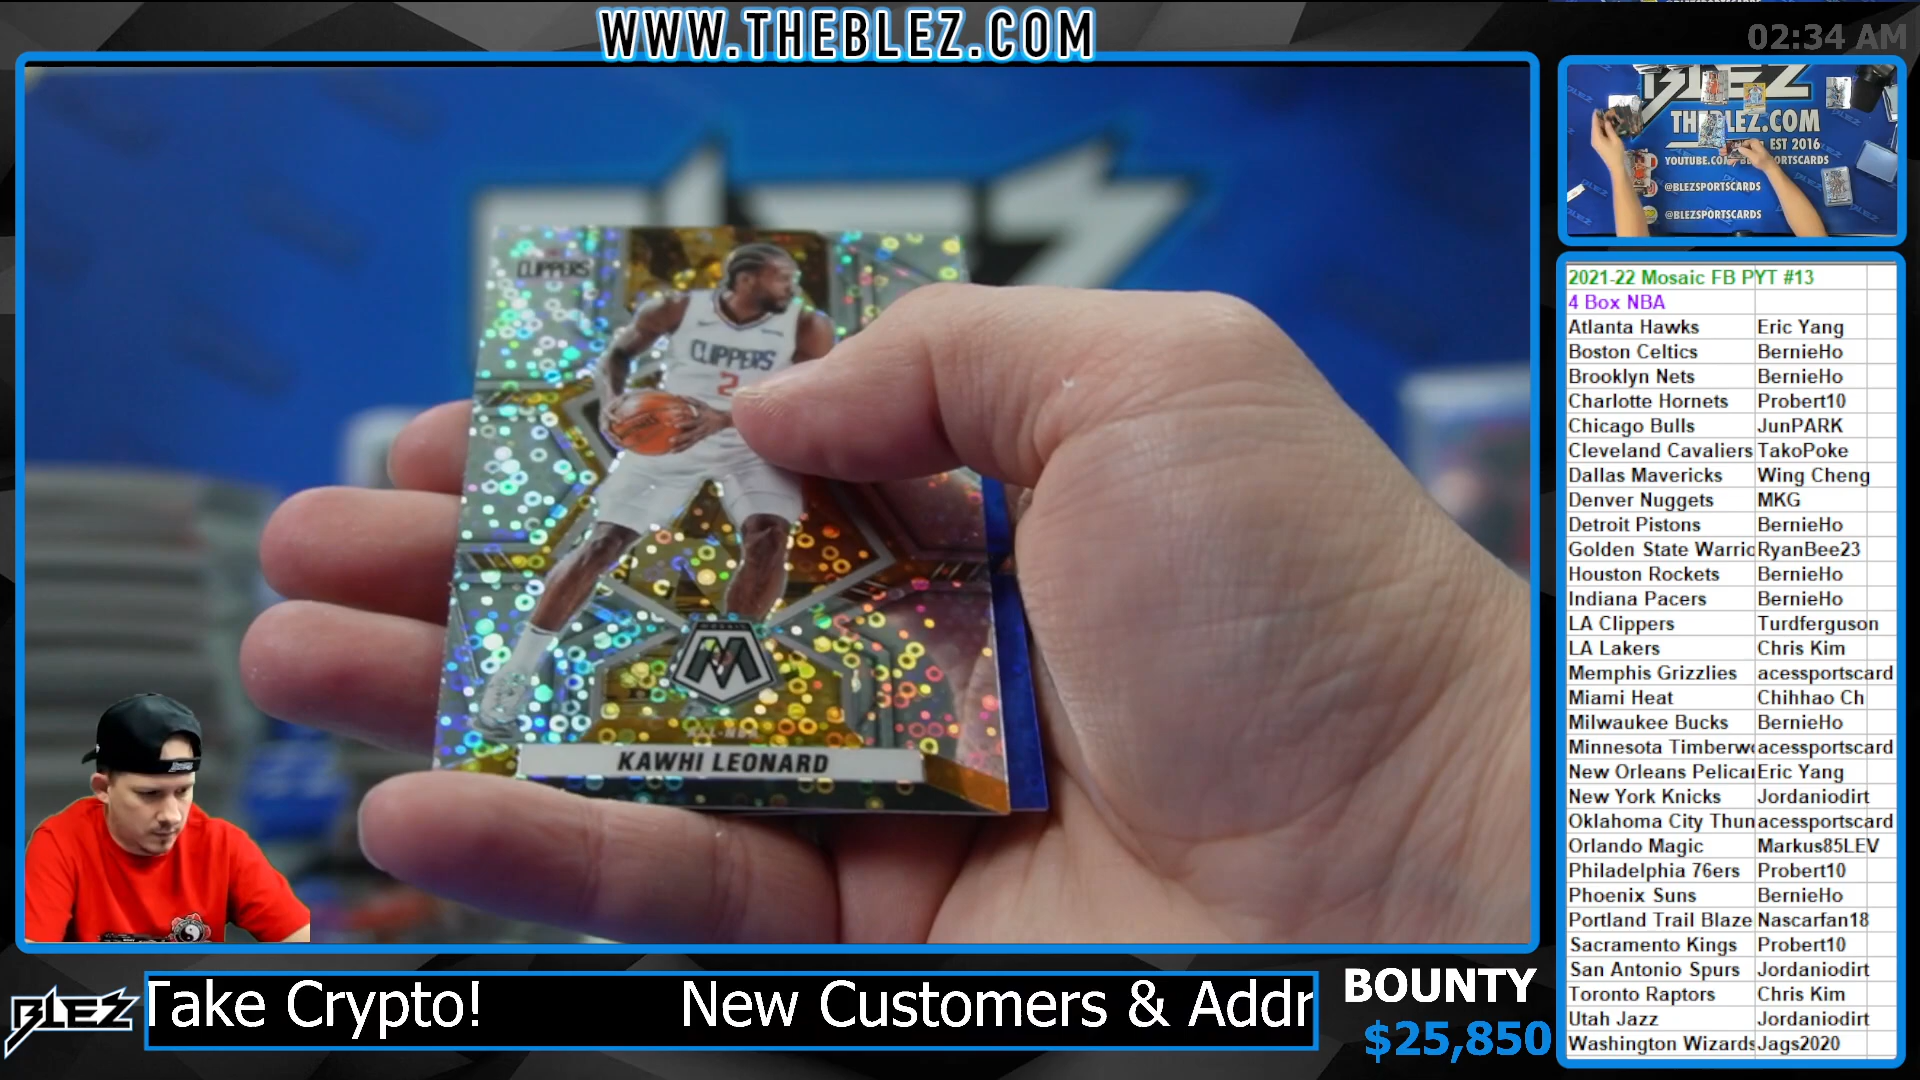 WWW.THEBLEZ.COM
02:34 AM
CLIPPERS
CLIPPERS
2
MOSAIC
M
ALL-NBA
KAWHI LEONARD
BLEZ
EST 2016
@BLEZSPORTSCARDS
@BLEZSPORTSCARDS
2021-22 Mosaic FB PYT #13
4 Box NBA
Atlanta Hawks Eric Yang
Boston Celtics BernieHo
Brooklyn Nets BernieHo
Charlotte Hornets Probert10
Chicago Bulls JunPARK
Cleveland Cavaliers TakoPoke
Dallas Mavericks Wing Cheng
Denver Nuggets MKG
Detroit Pistons BernieHo
Golden State Warrio RyanBee23
Houston Rockets BernieHo
Indiana Pacers BernieHo
LA Clippers Turdferguson
LA Lakers Chris Kim
Memphis Grizzlies acessportscard
Miami Heat Chihhao Ch
Milwaukee Bucks BernieHo
Minnesota Timberwo acessportscard
New Orleans Pelica Eric Yang
New York Knicks Jordaniodirt
Oklahoma City Thun acessportscard
Orlando Magic Markus85LEV
Philadelphia 76ers Probert10
Phoenix Suns BernieHo
Portland Trail Blaze Nascarfan18
Sacramento Kings Probert10
San Antonio Spurs Jordaniodirt
Toronto Raptors Chris Kim
Utah Jazz Jordaniodirt
Washington Wizards Jags2020
BLEZ
Take Crypto! New Customers & Addr
BOUNTY
$25,850